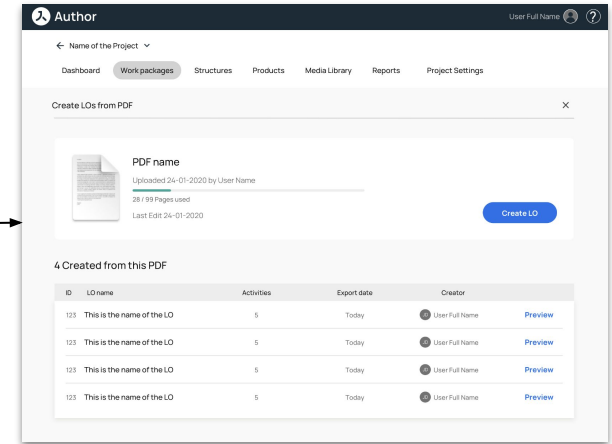 Author
User Full Name
?
Name of the Project
Dashboard Work packages Structures Products Media Library Reports Project Settings
Create LOs from PDF
PDF name
Uploaded 24-01-2020 by User Name
28 / 99 Pages used
Last Edit 24-01-2020
Create LO
4 Created from this PDF
ID LO name Activities Export date Creator
123 This is the name of the LO 5 Today JD User Full Name Preview
123 This is the name of the LO 5 Today JD User Full Name Preview
123 This is the name of the LO 5 Today JD User Full Name Preview
123 This is the name of the LO 5 Today JD User Full Name Preview